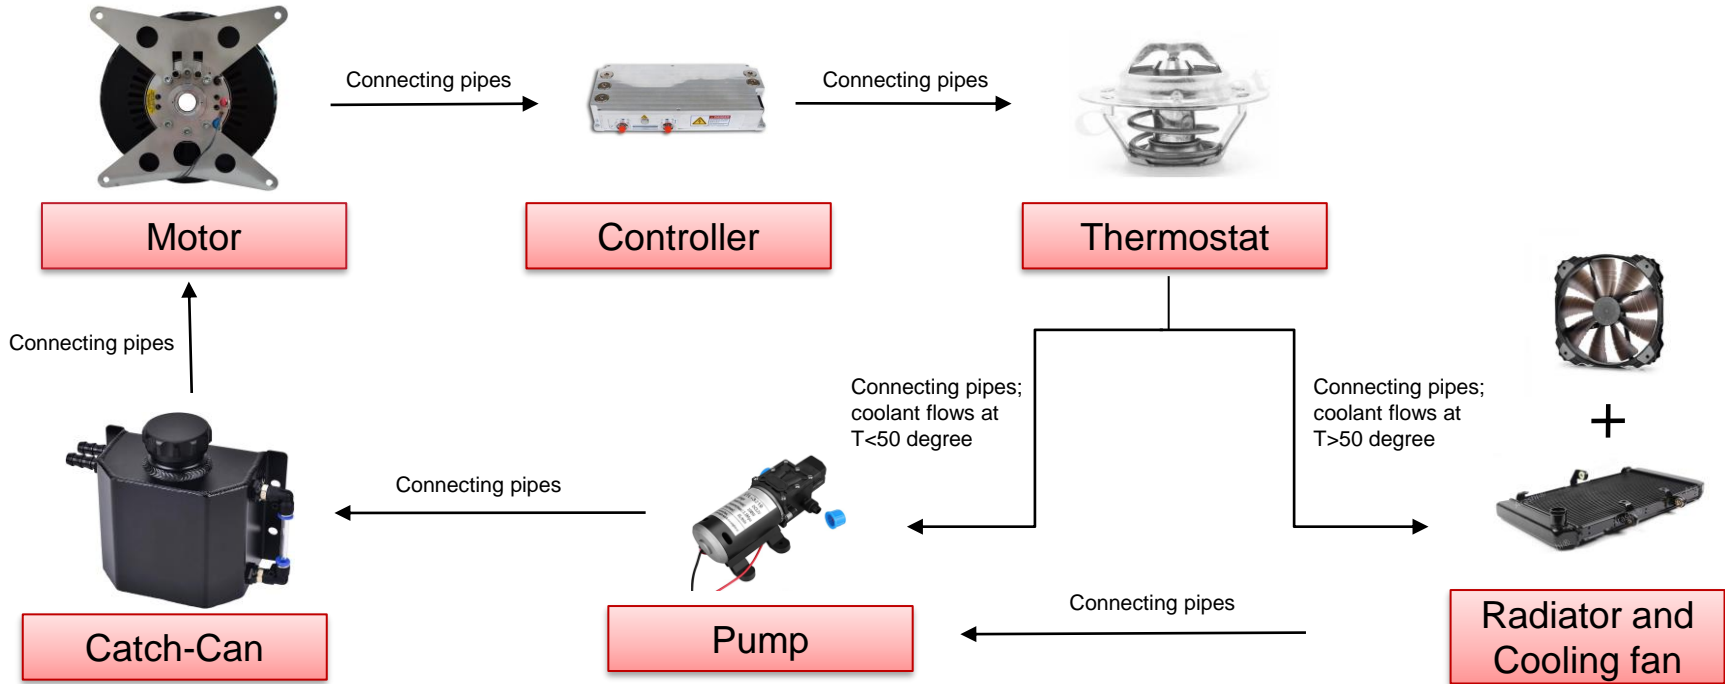 Connecting pipes
Connecting pipes
Motor
Controller
Thermostat
Connecting pipes
Connecting pipes;
coolant flows at
T<50 degree
Connecting pipes;
coolant flows at
T>50 degree
+
Connecting pipes
Connecting pipes
Catch-Can
Pump
Radiator and
Cooling fan